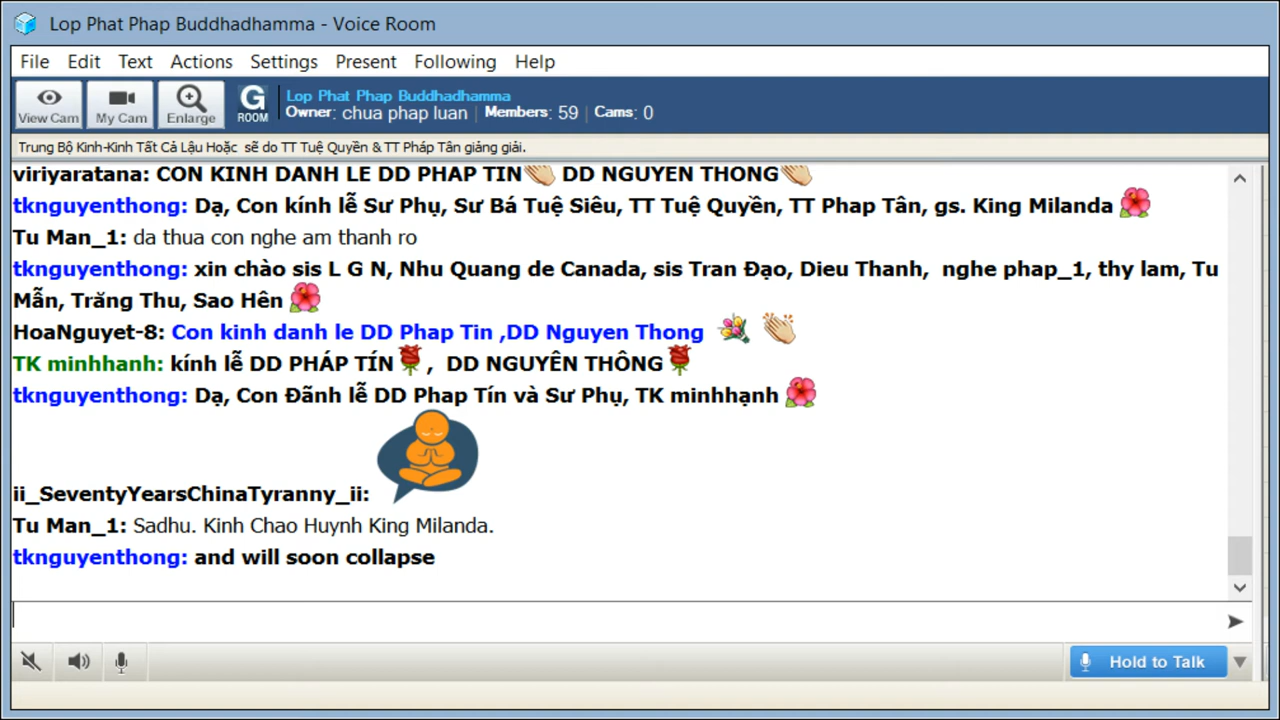 Lop Phat Phap Buddhadhamma - Voice Room
File Edit Text Actions Settings Present Following Help
View Cam My Cam Enlarge G ROOM Lop Phat Phap Buddhadhamma
Owner: chua phap luan | Members: 59 | Cams: 0
Trung Bộ Kinh-Kinh Tất Cả Lậu Hoặc sẽ do TT Tuệ Quyền & TT Pháp Tân giảng giải.
viriyaratana: CON KINH DANH LE DD PHAP TIN DD NGUYEN THONG
tknguyenthong: Dạ, Con kính lễ Sư Phụ, Sư Bá Tuệ Siêu, TT Tuệ Quyền, TT Phap Tân, gs. King Milanda
Tu Man_1: da thua con nghe am thanh ro
tknguyenthong: xin chào sis L G N, Nhu Quang de Canada, sis Tran Đạo, Dieu Thanh, nghe phap_1, thy lam, Tu
Mẫn, Trăng Thu, Sao Hên
HoaNguyet-8: Con kinh danh le DD Phap Tin ,DD Nguyen Thong
TK minhhanh: kính lễ DD PHÁP TÍN , DD NGUYÊN THÔNG
tknguyenthong: Dạ, Con Đãnh lễ DD Phap Tín và Sư Phụ, TK minhhạnh
ii_SeventyYearsChinaTyranny_ii:
Tu Man_1: Sadhu. Kinh Chao Huynh King Milanda.
tknguyenthong: and will soon collapse
Hold to Talk